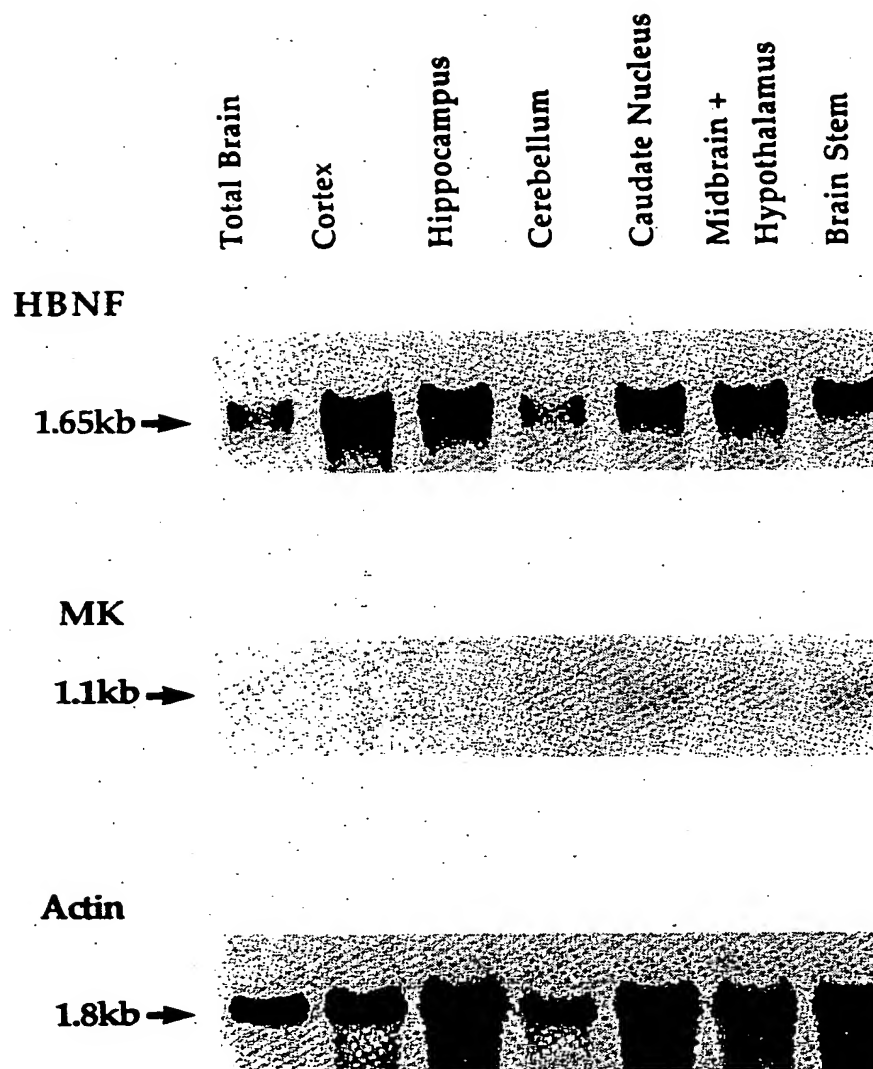 Total Brain
Cortex
Hippocampus
Cerebellum
Caudate Nucleus
Midbrain +
Hypothalamus
Brain Stem
HBNF
1.65kb
MK
1.1kb
Actin
1.8kb